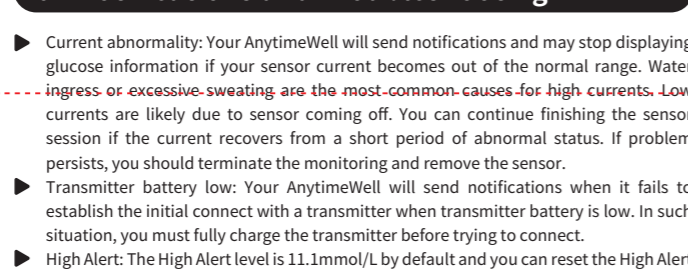 Current abnormality: Your AnytimeWell will send notifications and may stop displaying
glucose information if your sensor current becomes out of the normal range. Water
ingress or excessive sweating are the most common causes for high currents. Low
currents are likely due to sensor coming off. You can continue finishing the sensor
session if the current recovers from a short period of abnormal status. If problem
persists, you should terminate the monitoring and remove the sensor.
Transmitter battery low: Your AnytimeWell will send notifications when it fails to
establish the initial connect with a transmitter when transmitter battery is low. In such
situation, you must fully charge the transmitter before trying to connect.
High Alert: The High Alert level is 11.1mmol/L by default and you can reset the High Alert